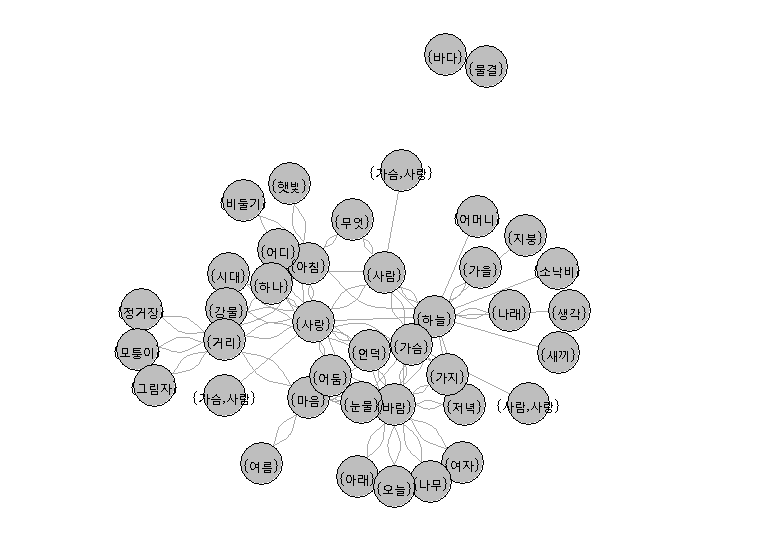 {바다}
{물결}
{가슴,사랑}
{햇빛}
{비둘기}
{무엇}
{어머니}
{지붕}
{어디}
{아침}
{사람}
{가을}
{소낙비}
{시대}
{하나}
{정거장}
{강물}
{사랑}
{하늘}
{나래}
{생각}
{모퉁이}
{거리}
{언덕}
{가슴}
{새끼}
{그림자}
{가슴,사람}
{어둠}
{가지}
{마음}
{눈물}
{바람}
{저녁}
{사람,사랑}
{여름}
{아래}
{오늘}
{나무}
{여자}